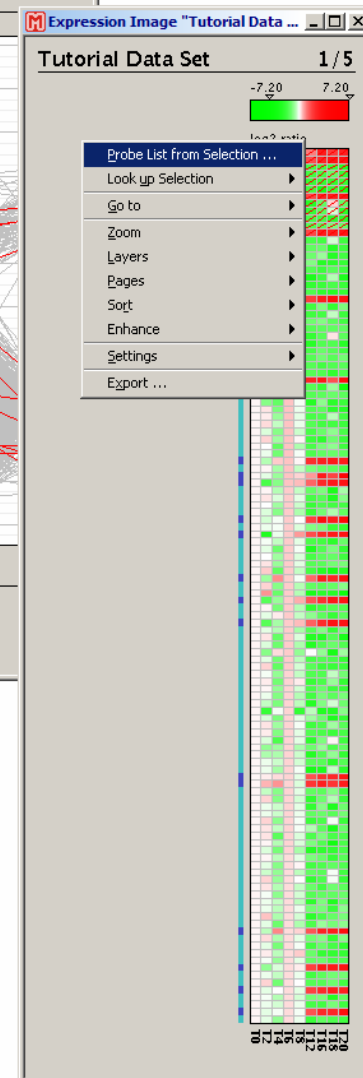 Expression Image "Tutorial Data ...
Tutorial Data Set 1/5
-7.20 7.20
log2 ratio
Probe List from Selection ...
Look up Selection
Go to
Zoom
Layers
Pages
Sort
Enhance
Settings
Export ...
T0 T2 T4 T6 T8 T12 T16 T18 T20